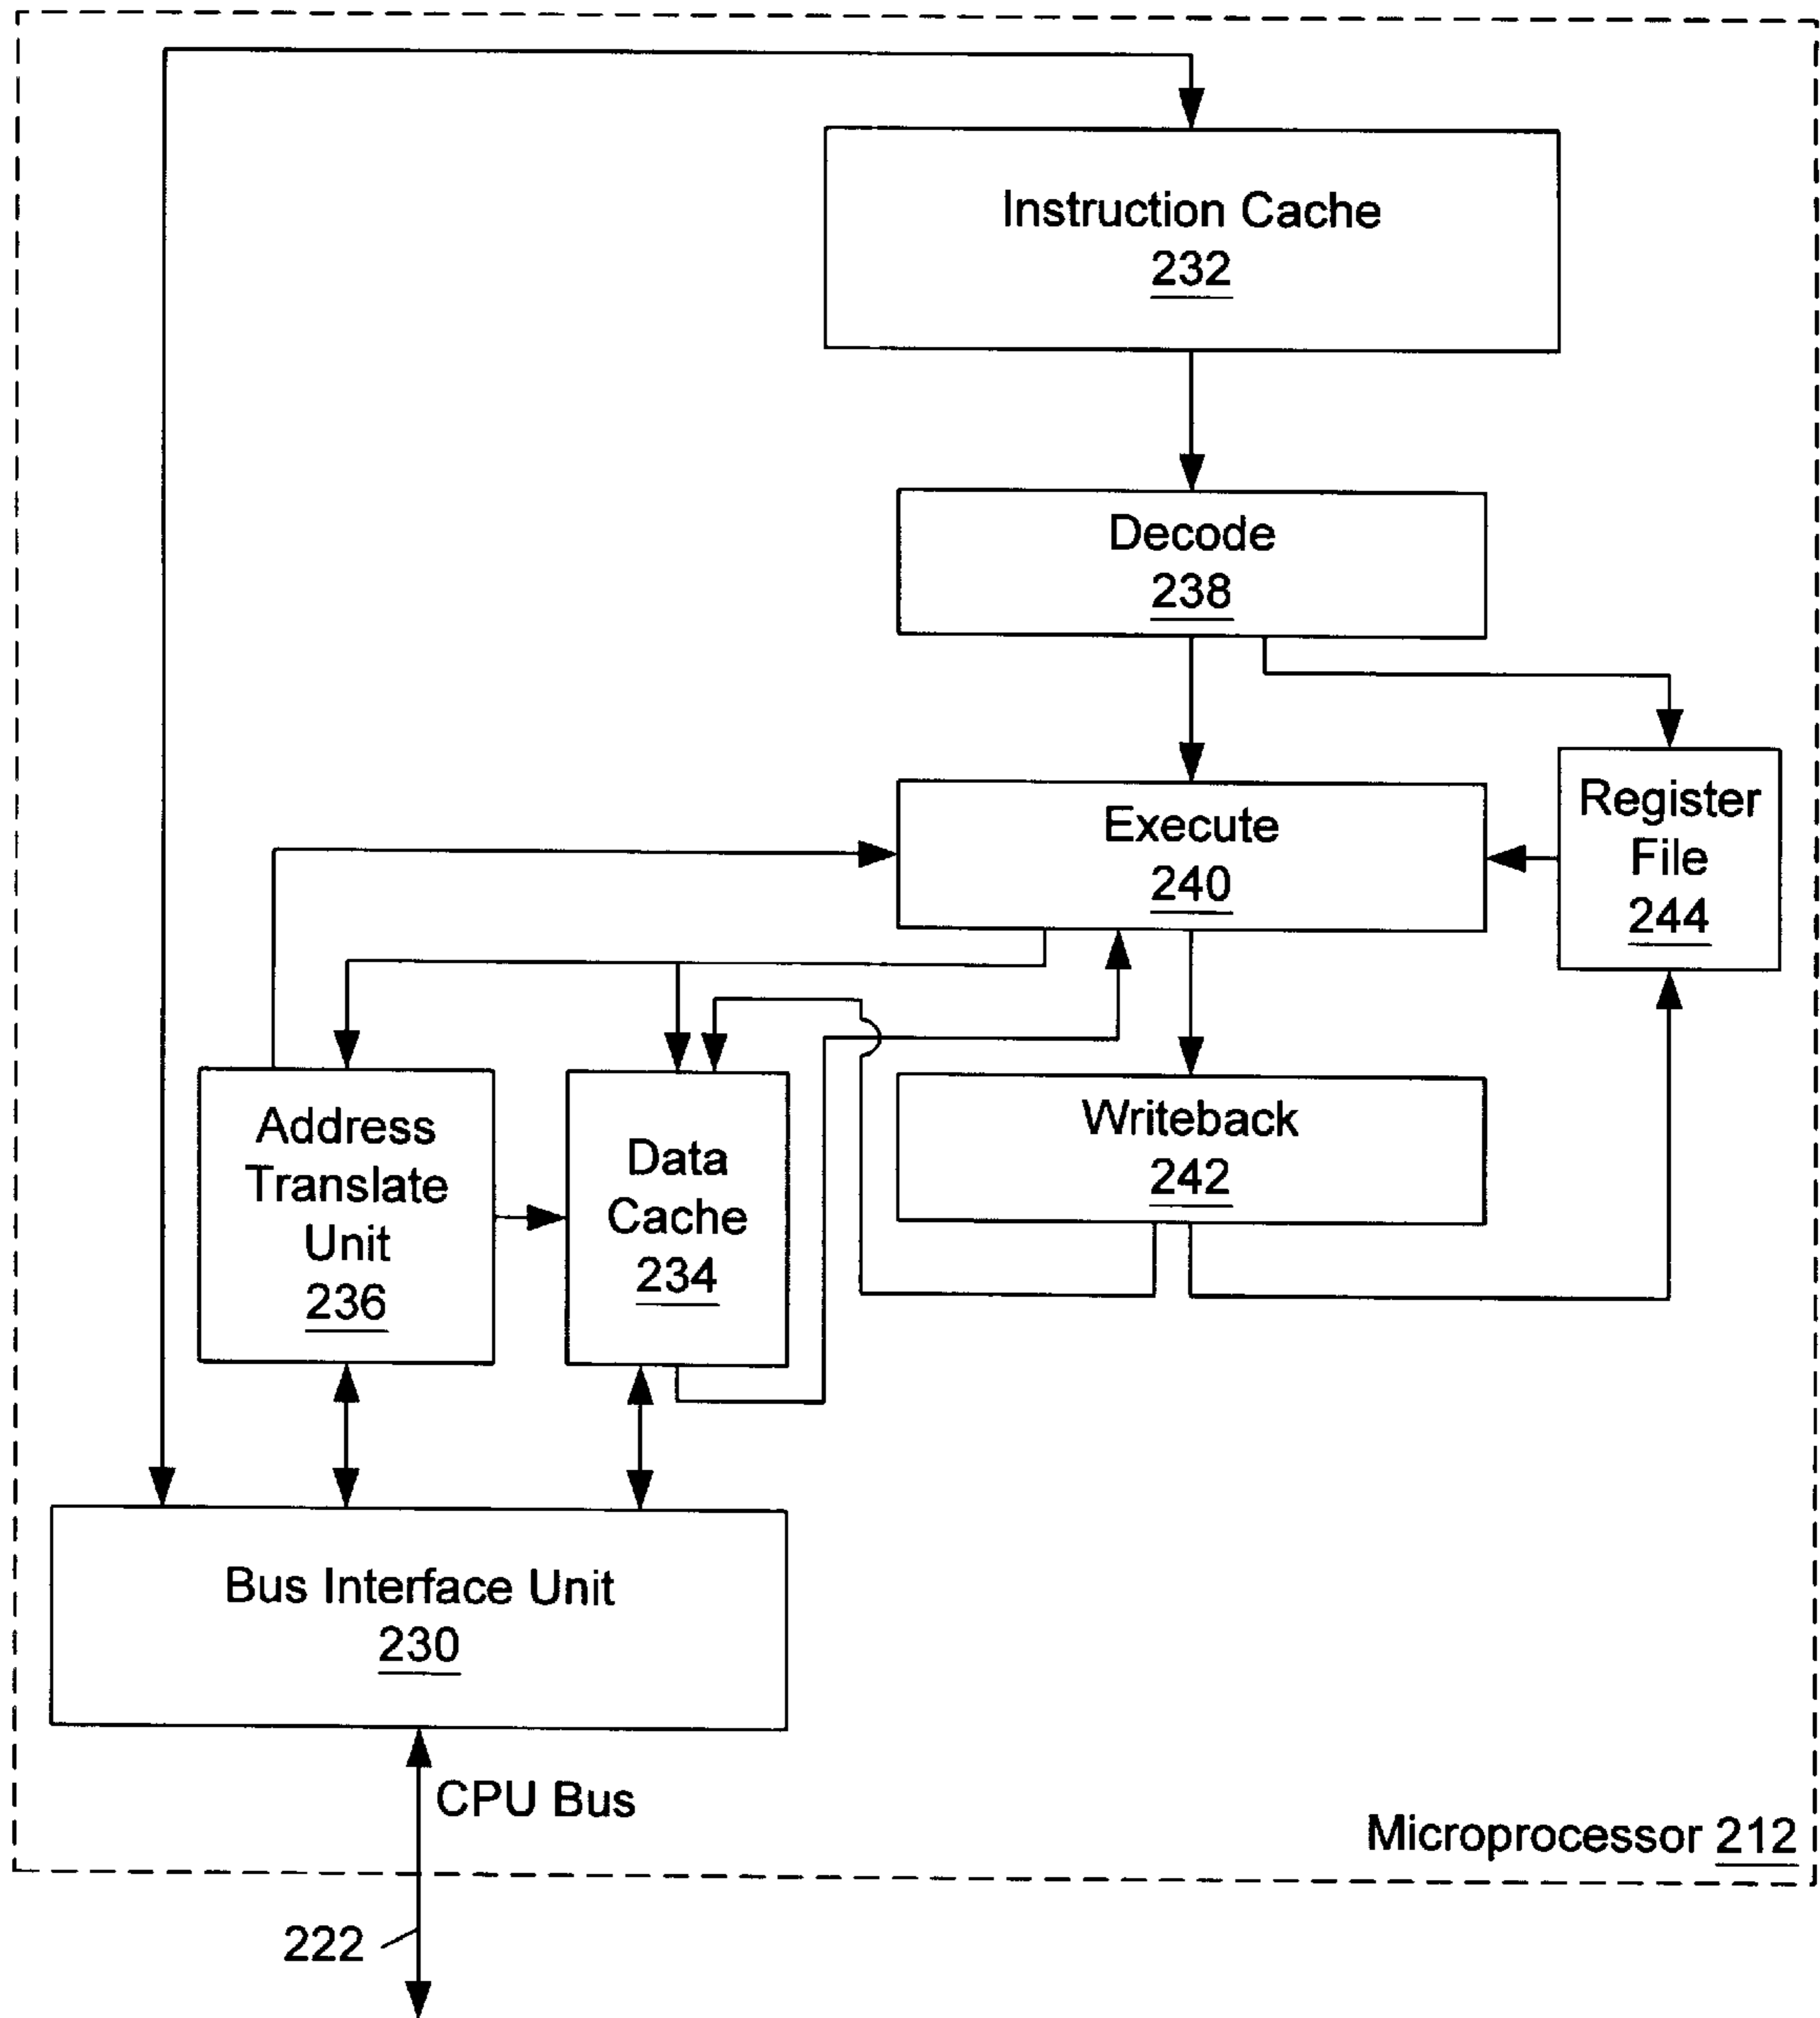 Instruction Cache
232
Decode
238
Execute
240
Register
File
244
Address
Translate
Unit
236
Data
Cache
234
Writeback
242
Bus Interface Unit
230
CPU Bus
Microprocessor 212
222